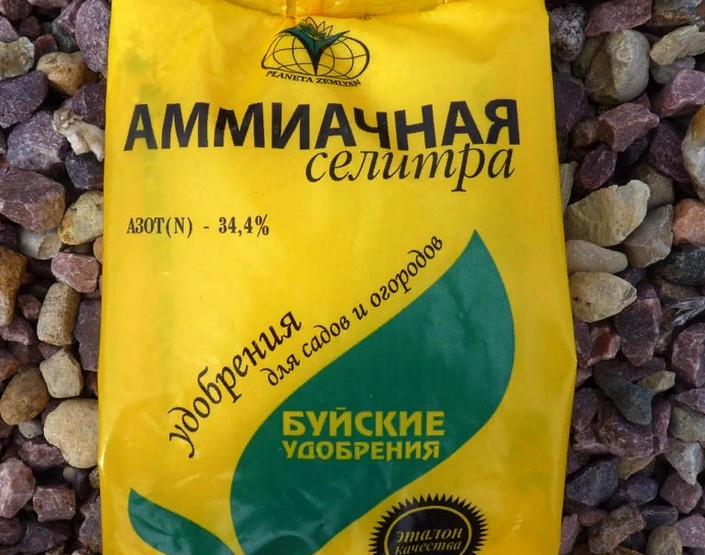 PLANETA ZEMLYAN
АММИАЧНАЯ
селитра
АЗОТ(N) - 34,4%
удобрения
для садов и огородов
БУЙСКИЕ
УДОБРЕНИЯ
эталон
качества